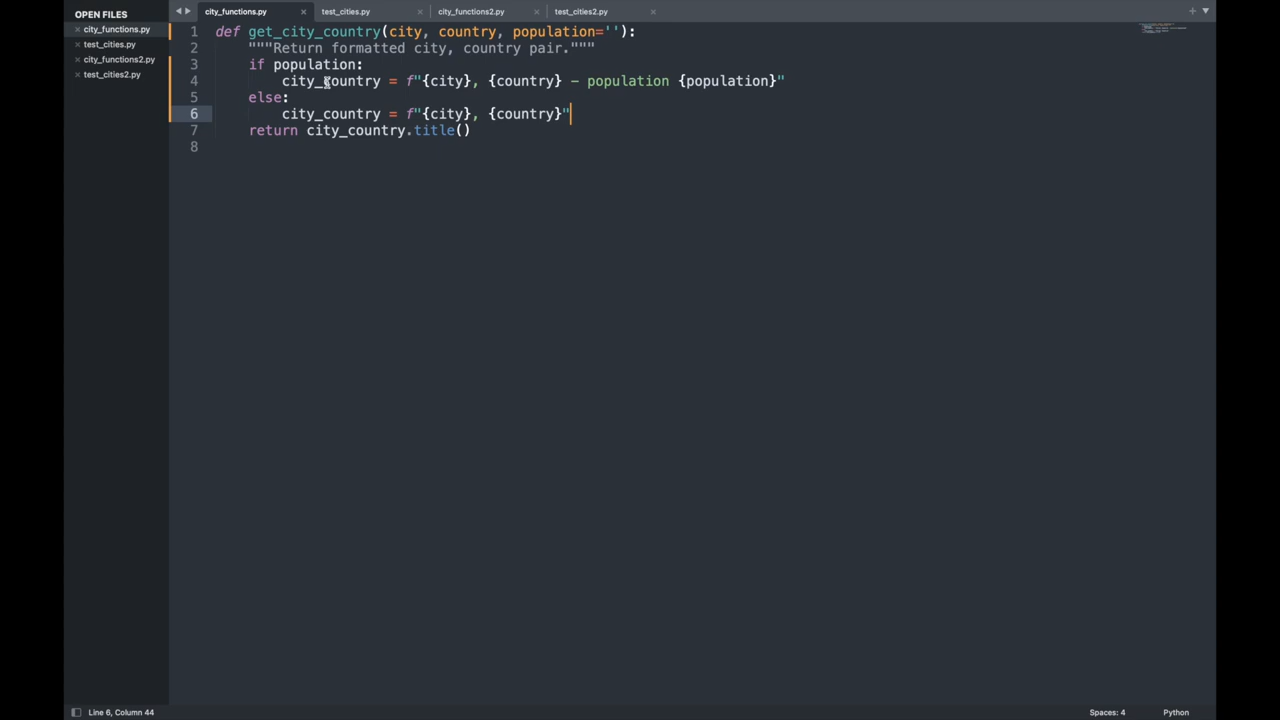 OPEN FILES
city_functions.py
test_cities.py
city_functions2.py
test_cities2.py
city_functions.py
test_cities.py
city_functions2.py
test_cities2.py
1 def get_city_country(city, country, population=''):
2 """Return formatted city, country pair."""
3 if population:
4 city_country = f"{city}, {country} - population {population}"
5 else:
6 city_country = f"{city}, {country}"
7 return city_country.title()
8
Line 6, Column 44
Spaces: 4
Python